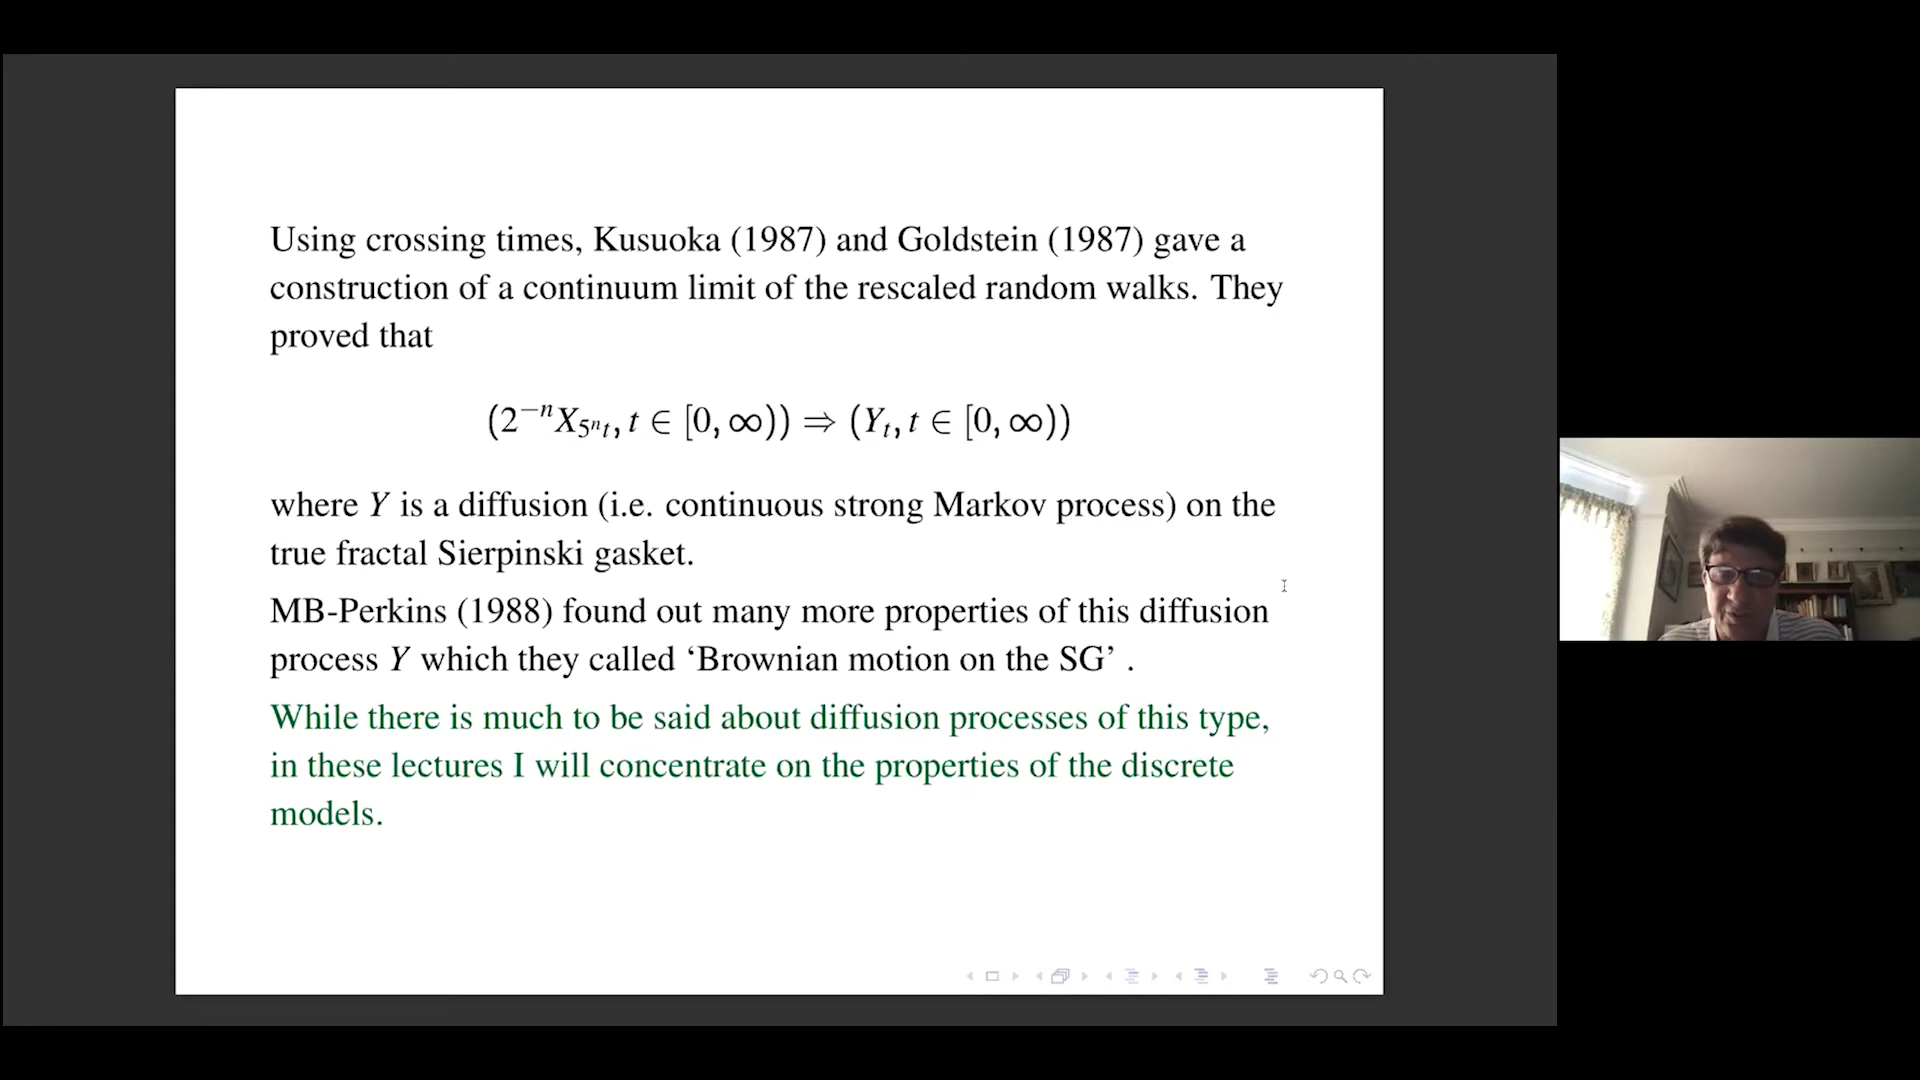 Using crossing times, Kusuoka (1987) and Goldstein (1987) gave a
construction of a continuum limit of the rescaled random walks. They
proved that
(2^{-n}X_{5^n t}, t ∈ [0, ∞)) ⇒ (Y_t, t ∈ [0, ∞))
where Y is a diffusion (i.e. continuous strong Markov process) on the
true fractal Sierpinski gasket.
MB-Perkins (1988) found out many more properties of this diffusion
process Y which they called ‘Brownian motion on the SG’ .
While there is much to be said about diffusion processes of this type,
in these lectures I will concentrate on the properties of the discrete
models.